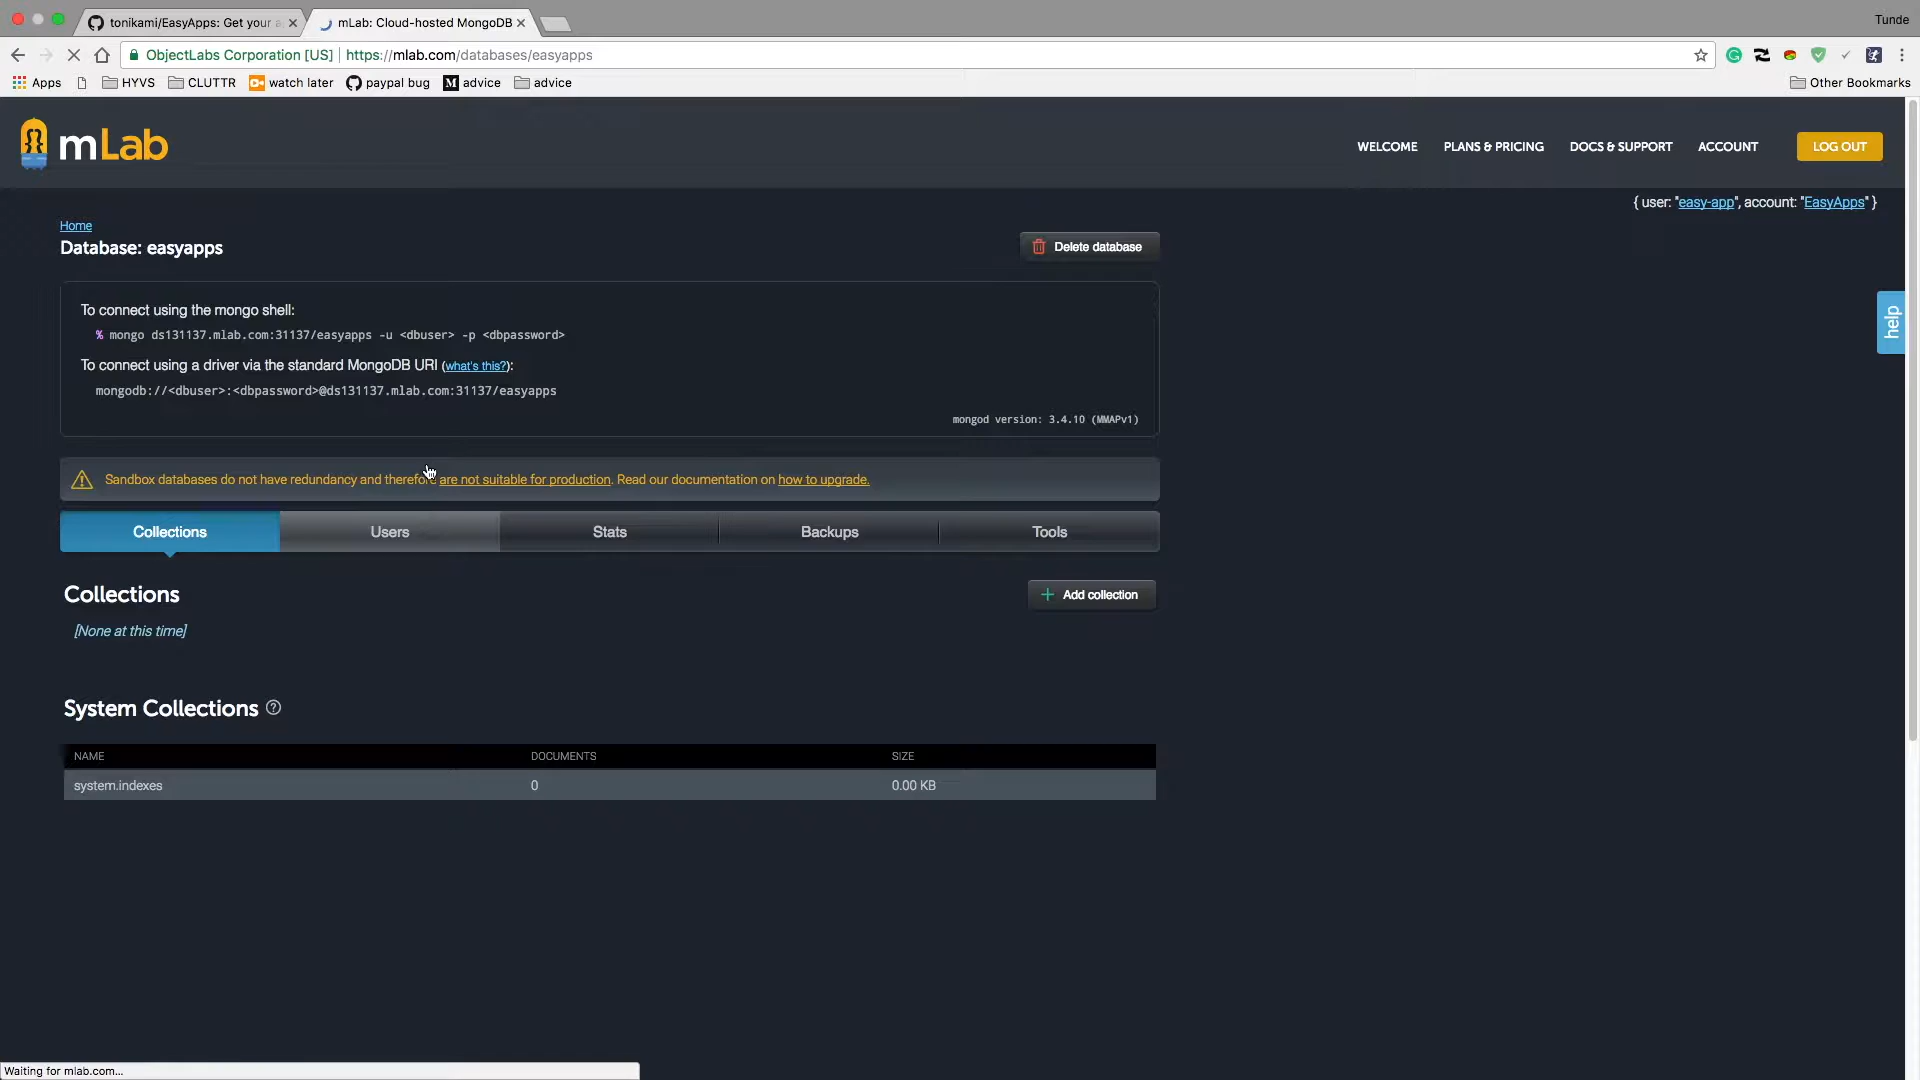 Tunde
tonikami/EasyApps: Get your a
mLab: Cloud-hosted MongoDB
ObjectLabs Corporation [US] https://mlab.com/databases/easyapps
Apps HYVS CLUTTR watch later paypal bug M advice advice Other Bookmarks
mLab
WELCOME PLANS & PRICING DOCS & SUPPORT ACCOUNT LOG OUT
{ user: "easy-app", account: "EasyApps" }
Home
Database: easyapps
Delete database
help
To connect using the mongo shell:
% mongo ds131137.mlab.com:31137/easyapps -u <dbuser> -p <dbpassword>
To connect using a driver via the standard MongoDB URI (what's this?):
mongodb://<dbuser>:<dbpassword>@ds131137.mlab.com:31137/easyapps
mongod version: 3.4.10 (MMAPv1)
Sandbox databases do not have redundancy and therefore are not suitable for production. Read our documentation on how to upgrade.
Collections Users Stats Backups Tools
Collections
Add collection
[None at this time]
System Collections
NAME DOCUMENTS SIZE
system.indexes 0 0.00 KB
Waiting for mlab.com...